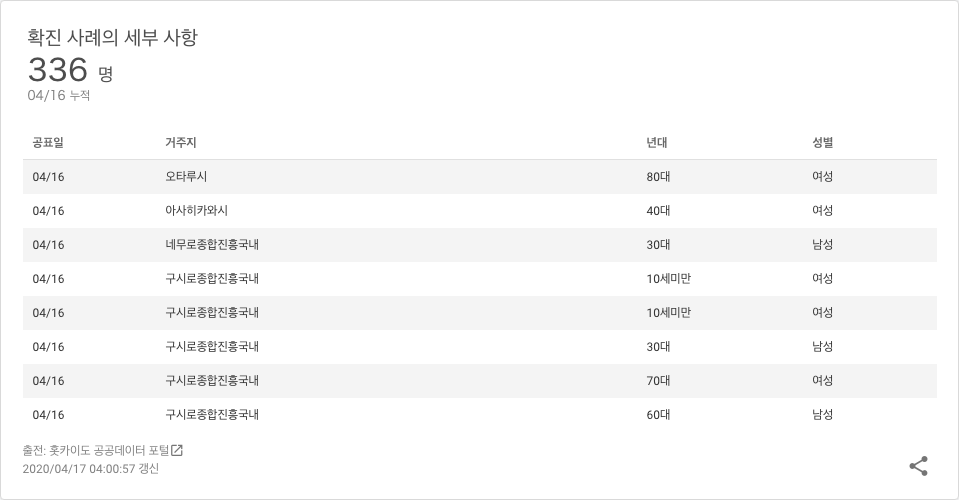 확진 사례의 세부 사항
336 명
04/16 누적
공표일 거주지 년대 성별
04/16 오타루시 80대 여성
04/16 아사히카와시 40대 여성
04/16 네무로종합진흥국내 30대 남성
04/16 구시로종합진흥국내 10세미만 여성
04/16 구시로종합진흥국내 10세미만 여성
04/16 구시로종합진흥국내 30대 남성
04/16 구시로종합진흥국내 70대 여성
04/16 구시로종합진흥국내 60대 남성
출전: 홋카이도 공공데이터 포털
2020/04/17 04:00:57 갱신